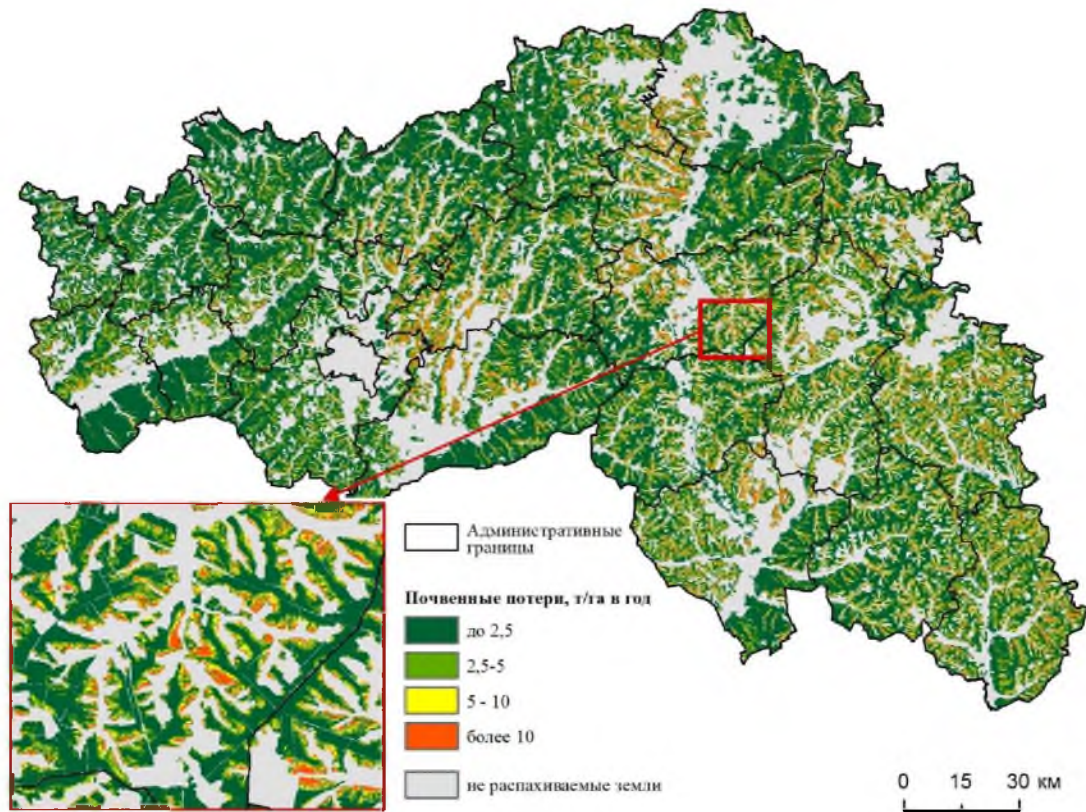 Административные
границы
Почвенные потери, т/га в год
до 2,5
2,5-5
5 - 10
более 10
не распахиваемые земли
0 15 30 км